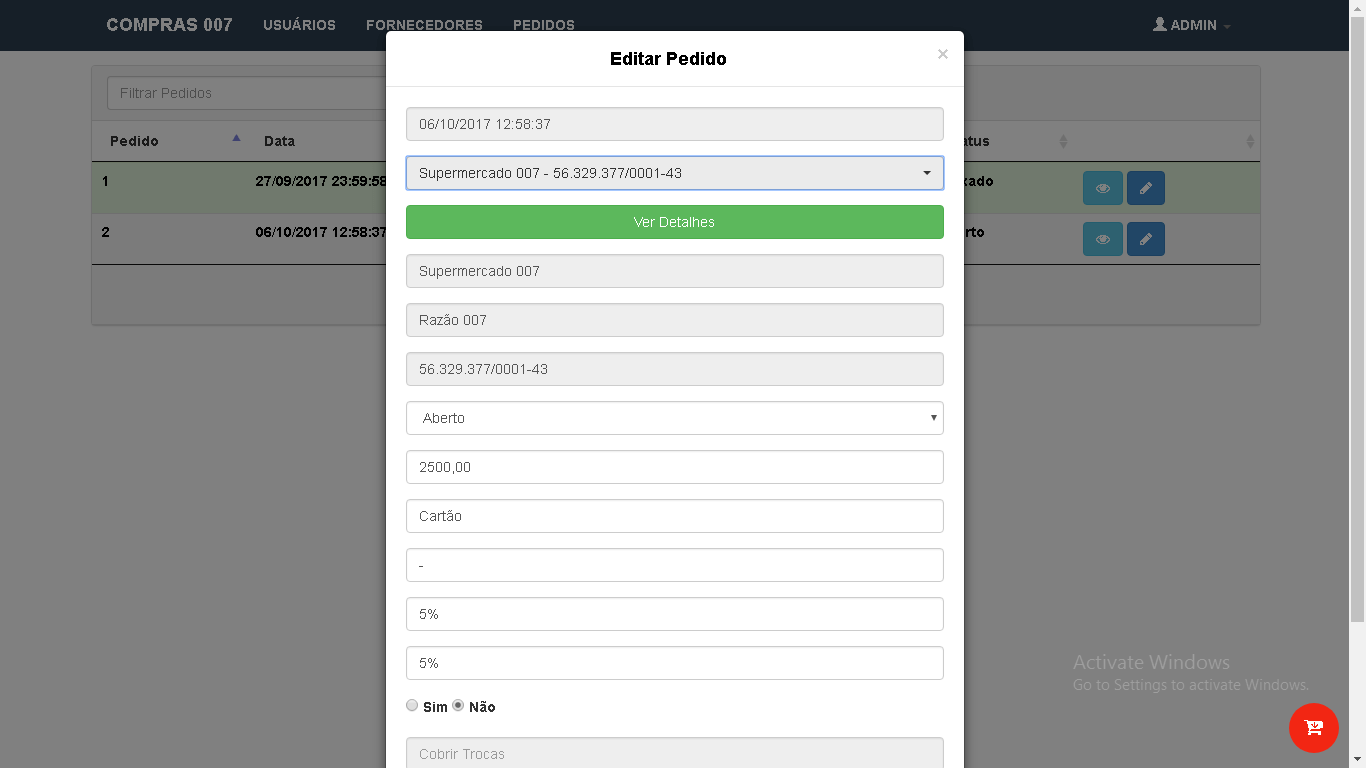 COMPRAS 007 USUÁRIOS FORNECEDORES PEDIDOS ADMIN
Editar Pedido ×
Filtrar Pedidos
06/10/2017 12:58:37
Pedido Data atus
Supermercado 007 - 56.329.377/0001-43
1 27/09/2017 23:59:58 xado
Ver Detalhes
2 06/10/2017 12:58:37 rto
Supermercado 007
Razão 007
56.329.377/0001-43
Aberto
2500,00
Cartão
-
5%
5%
Activate Windows
Go to Settings to activate Windows.
Sim Não
Cobrir Trocas